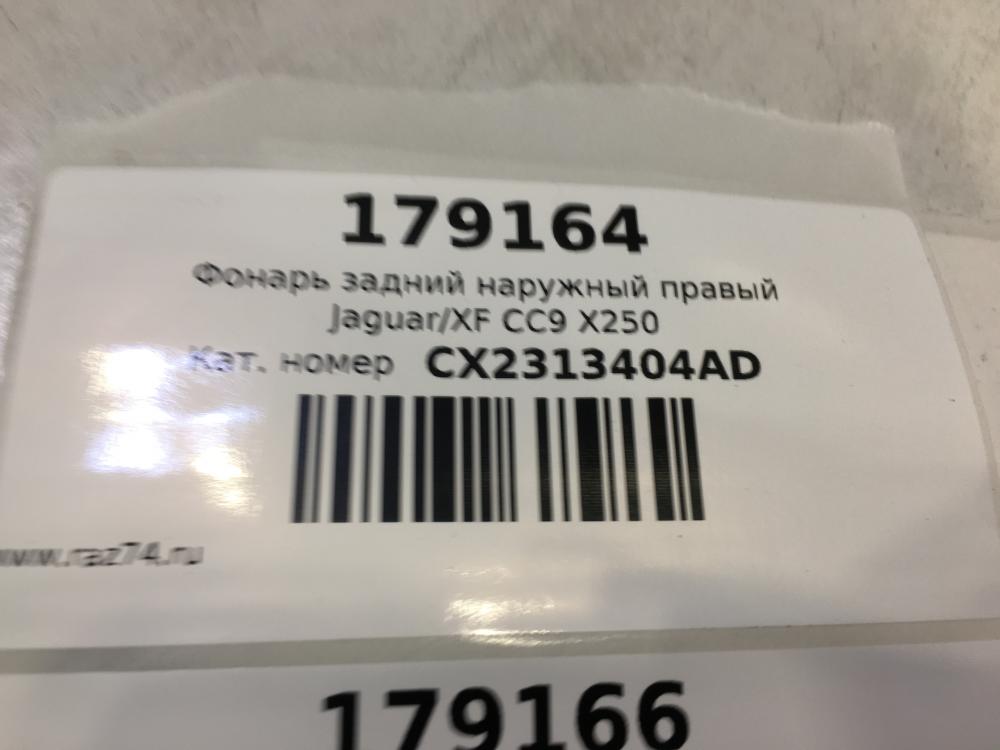 179164
Фонарь задний наружный правый
Jaguar/XF CC9 X250
Кат. номер CX2313404AD
www.raz74.ru
179166